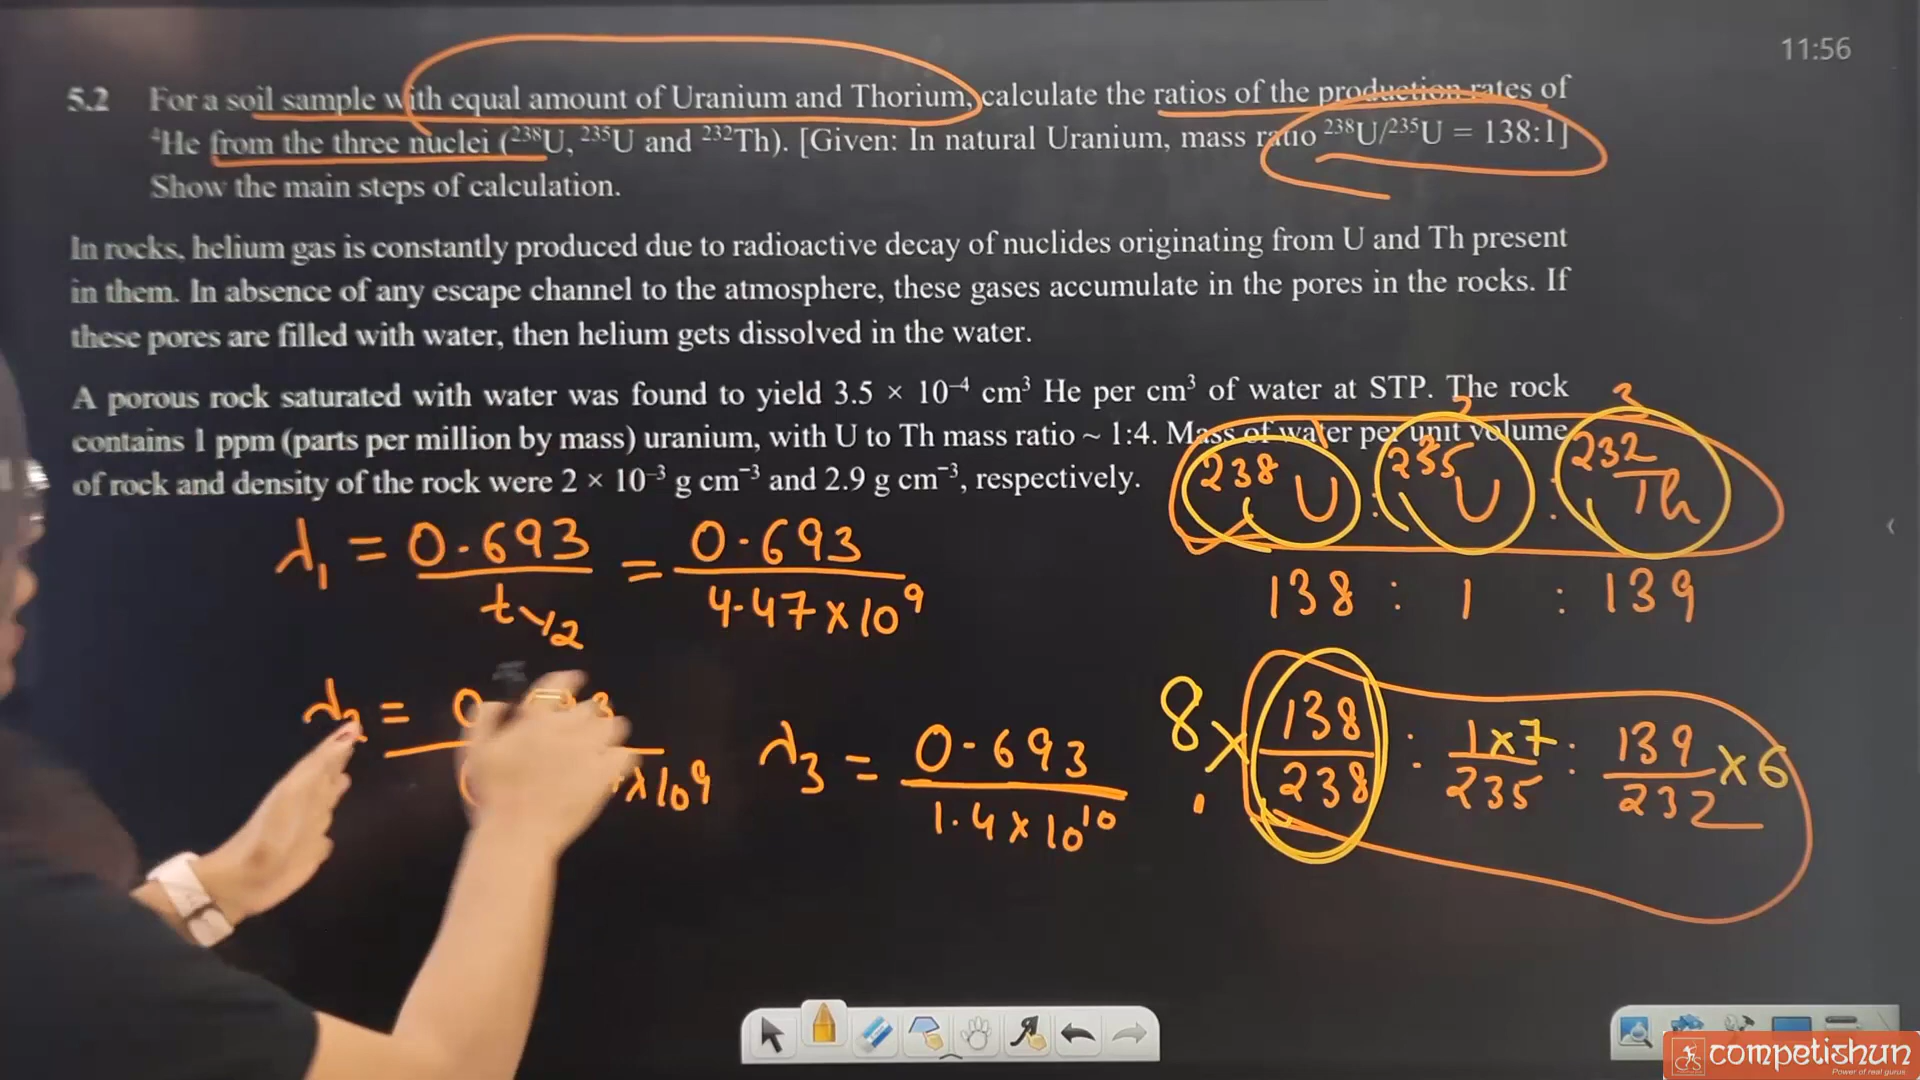 11:56
5.2 For a soil sample with equal amount of Uranium and Thorium, calculate the ratios of the production rates of
⁴He from the three nuclei (²³⁸U, ²³⁵U and ²³²Th). [Given: In natural Uranium, mass ratio ²³⁸U/²³⁵U = 138:1]
Show the main steps of calculation.
In rocks, helium gas is constantly produced due to radioactive decay of nuclides originating from U and Th present
in them. In absence of any escape channel to the atmosphere, these gases accumulate in the pores in the rocks. If
these pores are filled with water, then helium gets dissolved in the water.
A porous rock saturated with water was found to yield 3.5 × 10⁻⁴ cm³ He per cm³ of water at STP. The rock
contains 1 ppm (parts per million by mass) uranium, with U to Th mass ratio ~ 1:4. Mass of water per unit volume
of rock and density of the rock were 2 × 10⁻³ g cm⁻³ and 2.9 g cm⁻³, respectively.
²³⁸U : ²³⁵U : ²³²Th
138 : 1 : 139
λ₁ = 0.693 / t½ = 0.693 / 4.47 × 10⁹
8 × 138/238 : 1×7/235 : 139/232 × 6
λ₂ =
× 10⁹
λ₃ = 0.693 / 1.4 × 10¹⁰
competishun
Power of real gurus